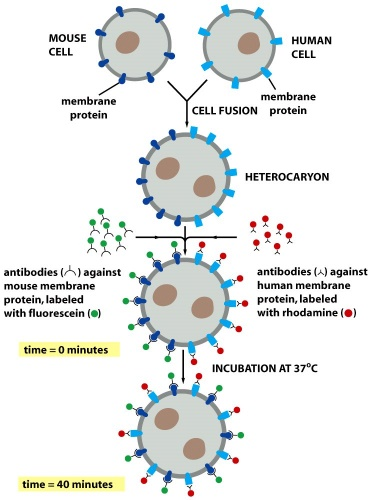 MOUSE
CELL
HUMAN
CELL
membrane
protein
membrane
protein
CELL FUSION
HETEROCARYON
antibodies ( ) against
mouse membrane
protein, labeled
with fluorescein ( )
antibodies ( ) against
human membrane
protein, labeled
with rhodamine ( )
time = 0 minutes
INCUBATION AT 37°C
time = 40 minutes